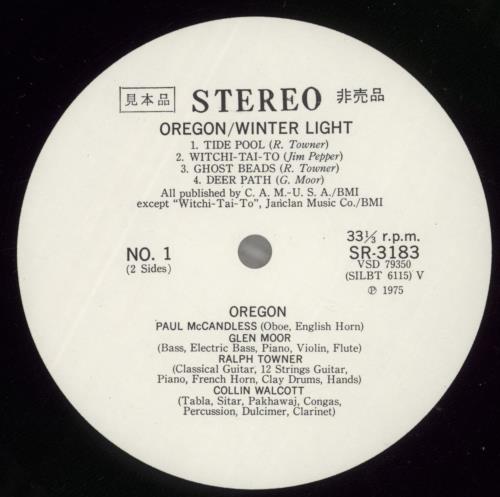 見本品 STEREO 非売品
OREGON/WINTER LIGHT
1. TIDE POOL (R. Towner)
2. WITCHI-TAI-TO (Jim Pepper)
3. GHOST BEADS (R. Towner)
4. DEER PATH (G. Moor)
All published by C. A. M.-U. S. A./BMI
except "Witchi-Tai-To", Janclan Music Co./BMI
NO. 1
(2 Sides)
33⅓ r.p.m.
SR-3183
VSD 79350
(SILBT 6115) V
Ⓟ 1975
OREGON
PAUL McCANDLESS (Oboe, English Horn)
GLEN MOOR
(Bass, Electric Bass, Piano, Violin, Flute)
RALPH TOWNER
(Classical Guitar, 12 Strings Guitar,
Piano, French Horn, Clay Drums, Hands)
COLLIN WALCOTT
(Tabla, Sitar, Pakhawaj, Congas,
Percussion, Dulcimer, Clarinet)